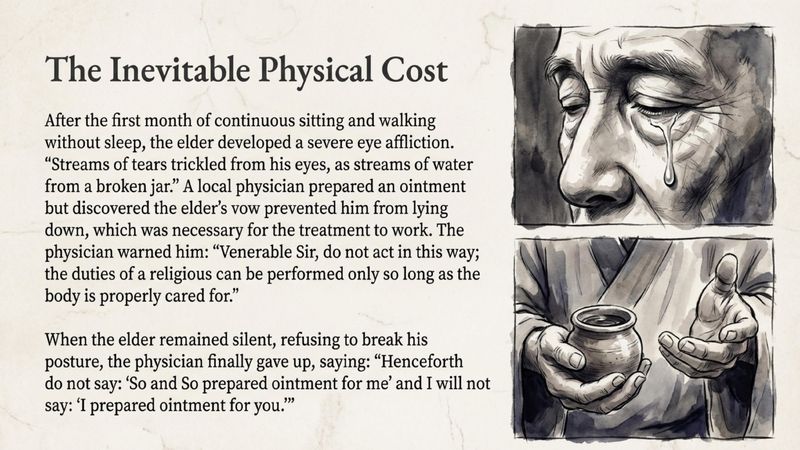 The Inevitable Physical Cost
After the first month of continuous sitting and walking
without sleep, the elder developed a severe eye affliction.
“Streams of tears trickled from his eyes, as streams of water
from a broken jar.” A local physician prepared an ointment
but discovered the elder’s vow prevented him from lying
down, which was necessary for the treatment to work. The
physician warned him: “Venerable Sir, do not act in this way;
the duties of a religious can be performed only so long as the
body is properly cared for.”
When the elder remained silent, refusing to break his
posture, the physician finally gave up, saying: “Henceforth
do not say: ‘So and So prepared ointment for me’ and I will not
say: ‘I prepared ointment for you.’”